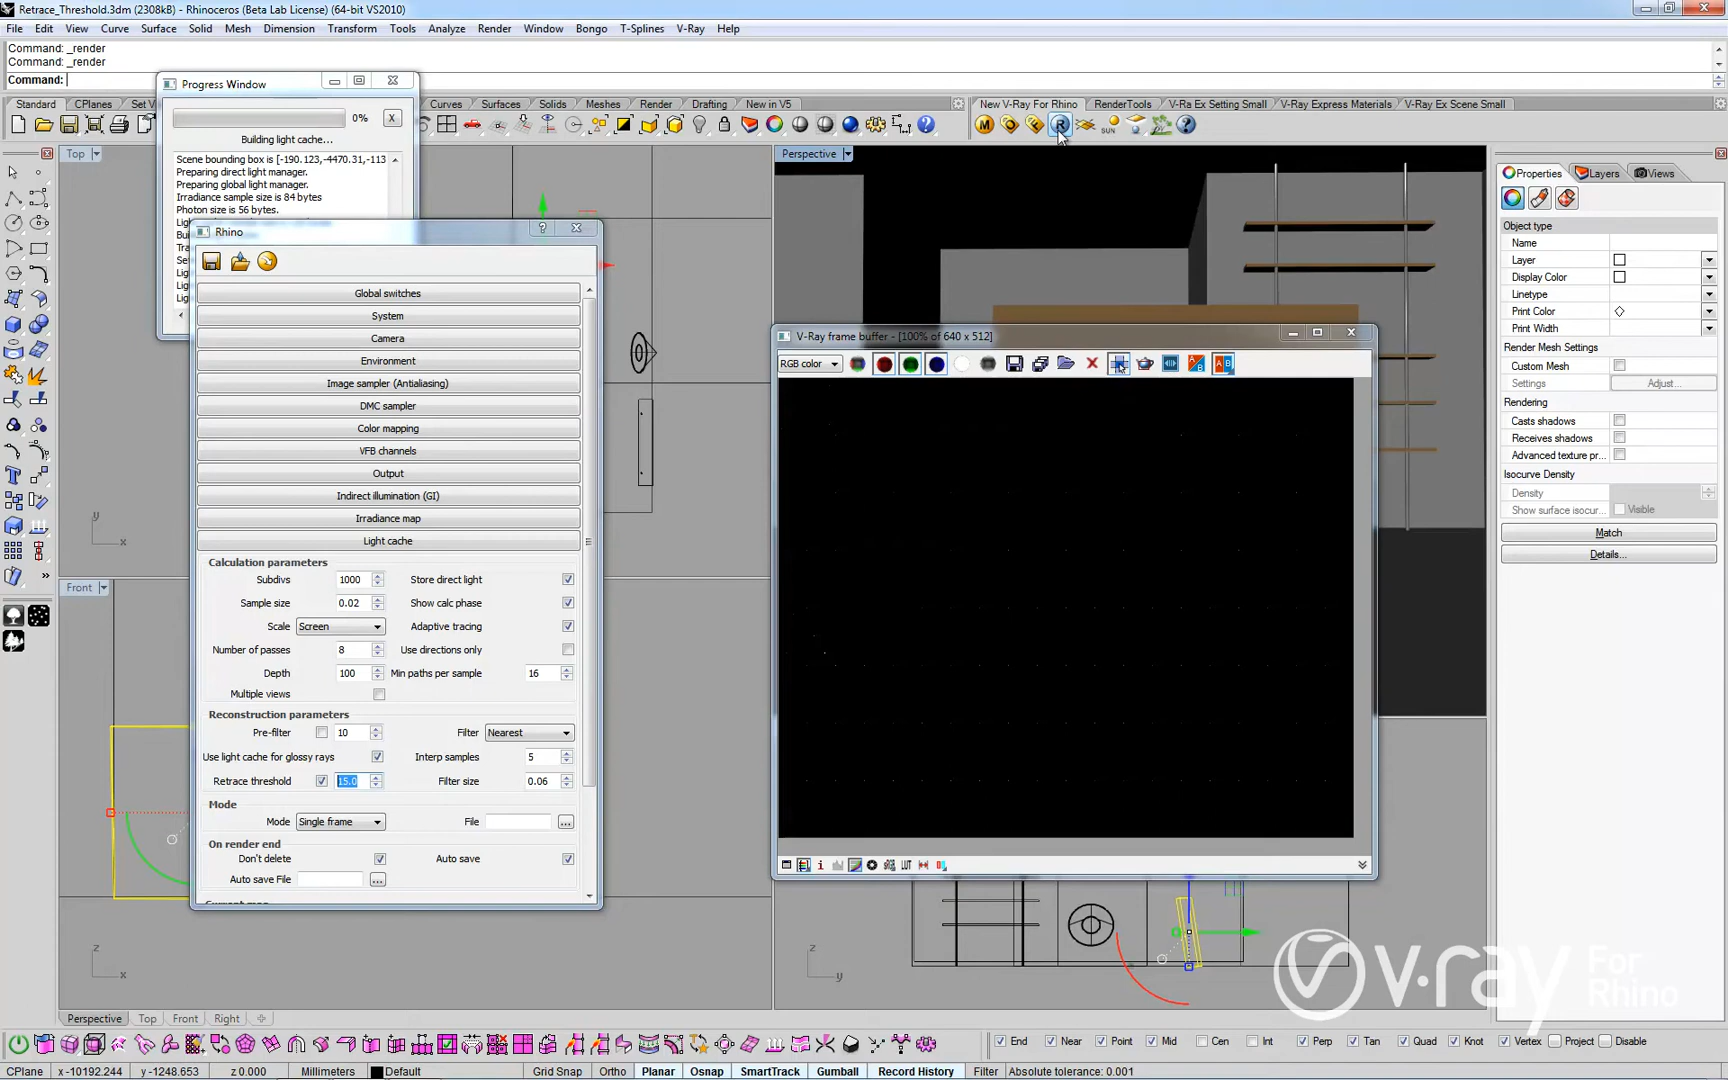 Retrace_Threshold.3dm (2308kB) - Rhinoceros (Beta Lab License) (64-bit VS2010)
File Edit View Curve Surface Solid Mesh Dimension Transform Tools Analyze Render Window Bongo T-Splines V-Ray Help
Command: _render
Command: _render
Command:
Progress Window
Standard CPlanes Set V Curves Surfaces Solids Meshes Render Drafting New in V5
New V-Ray For Rhino RenderTools V-Ra Ex Setting Small V-Ray Express Materials V-Ray Ex Scene Small
0% X
Building light cache...
Scene bounding box is [-190.123,-4470.31,-113
Preparing direct light manager.
Preparing global light manager.
Irradiance sample size is 84 bytes
Photon size is 56 bytes.
Top
Perspective
Front
Rhino
Global switches
System
Camera
Environment
Image sampler (Antialiasing)
DMC sampler
Color mapping
VFB channels
Output
Indirect illumination (GI)
Irradiance map
Light cache
Calculation parameters
Subdivs 1000 Store direct light
Sample size 0.02 Show calc phase
Scale Screen Adaptive tracing
Number of passes 8 Use directions only
Depth 100 Min paths per sample 16
Multiple views
Reconstruction parameters
Pre-filter 10 Filter Nearest
Use light cache for glossy rays Interp samples 5
Retrace threshold 15.0 Filter size 0.06
Mode
Mode Single frame File ...
On render end
Don't delete Auto save
Auto save File ...
V-Ray frame buffer - [100% of 640 x 512]
RGB color
Properties Layers Views
Object type
Name
Layer
Display Color
Linetype
Print Color
Print Width
Render Mesh Settings
Custom Mesh
Settings Adjust...
Rendering
Casts shadows
Receives shadows
Advanced texture pr...
Isocurve Density
Density
Show surface isocur... Visible
Match
Details...
v·ray For Rhino
Perspective Top Front Right
End Near Point Mid Cen Int Perp Tan Quad Knot Vertex Project Disable
CPlane x -10192.244 y -1248.653 z 0.000 Millimeters Default Grid Snap Ortho Planar Osnap SmartTrack Gumball Record History Filter Absolute tolerance: 0.001